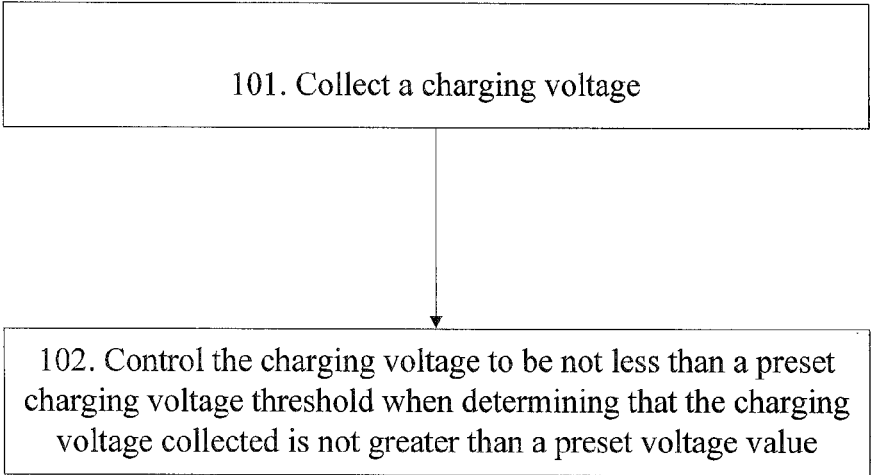 101. Collect a charging voltage
102. Control the charging voltage to be not less than a preset
charging voltage threshold when determining that the charging
voltage collected is not greater than a preset voltage value